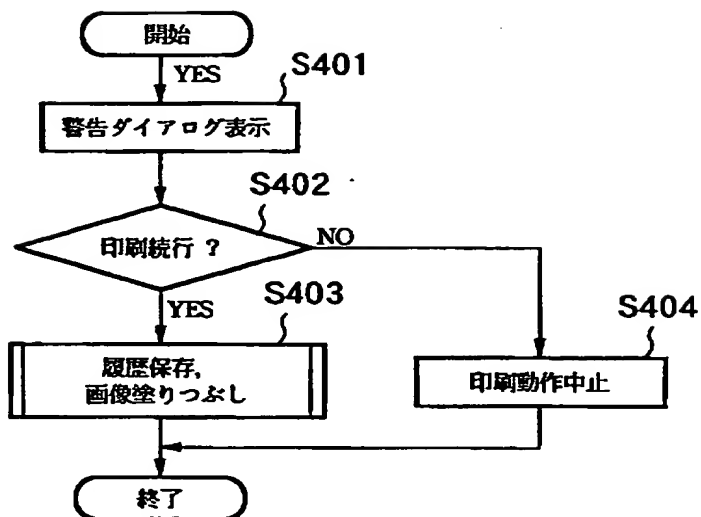 開始
YES
S401
警告ダイアログ表示
S402
印刷続行 ?
NO
YES
S403
S404
履歴保存,
画像塗りつぶし
印刷動作中止
終了